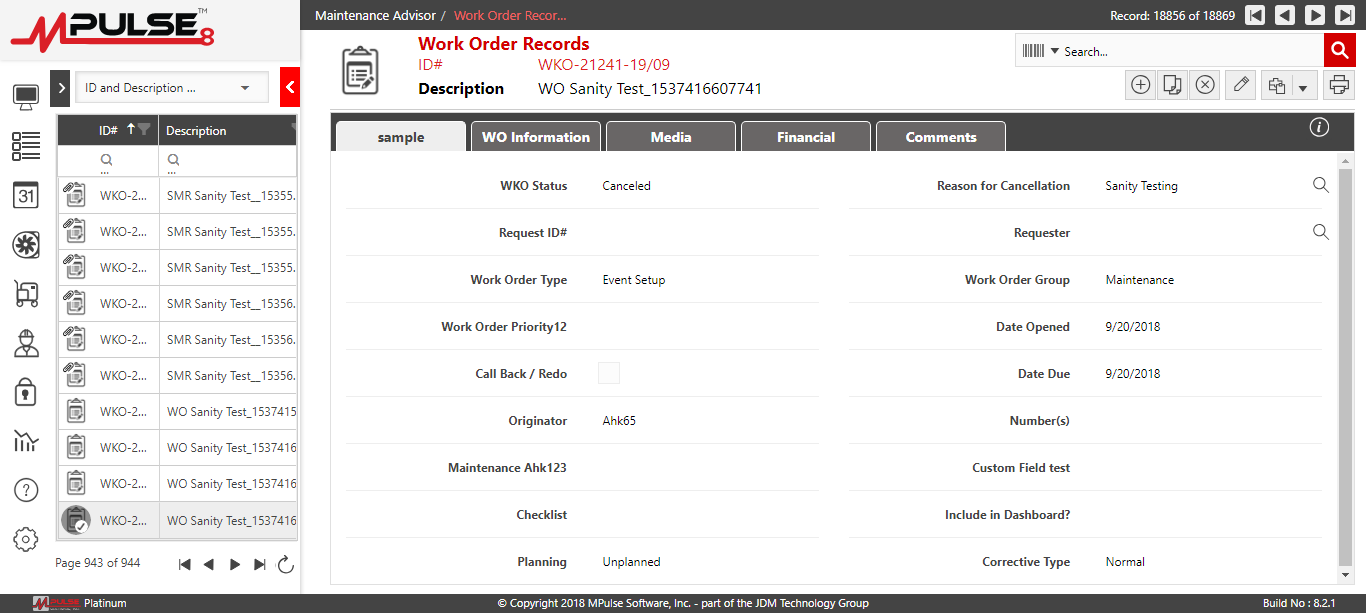 MPULSE 8 ™
Maintenance Advisor / Work Order Recor...
Record: 18856 of 18869
Work Order Records
ID# WKO-21241-19/09
Description WO Sanity Test_1537416607741
Search...
ID and Description ...
ID# Description
... ...
WKO-2... SMR Sanity Test__15355.
WKO-2... SMR Sanity Test__15355.
WKO-2... SMR Sanity Test__15355.
WKO-2... SMR Sanity Test__15356.
WKO-2... SMR Sanity Test__15356.
WKO-2... SMR Sanity Test__15356.
WKO-2... WO Sanity Test_1537415
WKO-2... WO Sanity Test_1537416
WKO-2... WO Sanity Test_1537416
WKO-2... WO Sanity Test_1537416
31
?
Page 943 of 944
sample WO Information Media Financial Comments
i
WKO Status Canceled Reason for Cancellation Sanity Testing
Request ID# Requester
Work Order Type Event Setup Work Order Group Maintenance
Work Order Priority12 Date Opened 9/20/2018
Call Back / Redo Date Due 9/20/2018
Originator Ahk65 Number(s)
Maintenance Ahk123 Custom Field test
Checklist Include in Dashboard?
Planning Unplanned Corrective Type Normal
MPULSE Platinum
© Copyright 2018 MPulse Software, Inc. - part of the JDM Technology Group
Build No : 8.2.1